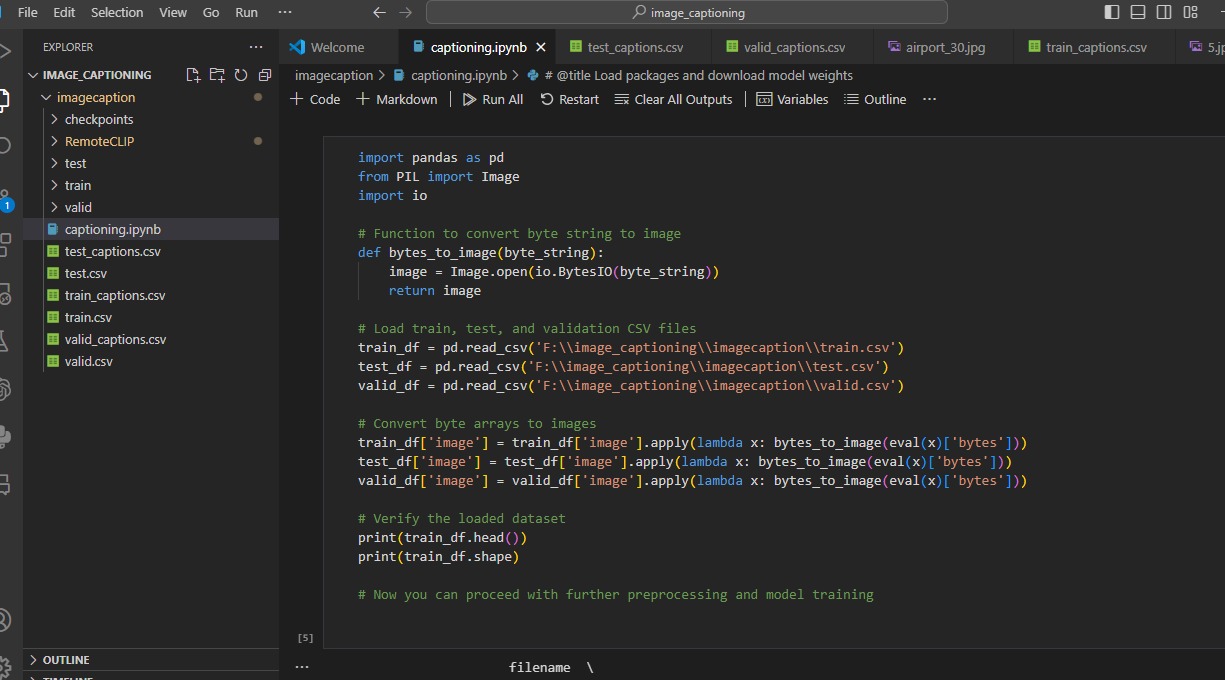 File Edit Selection View Go Run ··· image_captioning
EXPLORER ···
Welcome captioning.ipynb test_captions.csv valid_captions.csv airport_30.jpg train_captions.csv
IMAGE_CAPTIONING
imagecaption > captioning.ipynb > # @title Load packages and download model weights
Code Markdown Run All Restart Clear All Outputs Variables Outline ···
imagecaption
checkpoints
RemoteCLIP
test
train
valid
1
captioning.ipynb
test_captions.csv
test.csv
train_captions.csv
train.csv
valid_captions.csv
valid.csv
OUTLINE
TIMELINE
import pandas as pd
from PIL import Image
import io
# Function to convert byte string to image
def bytes_to_image(byte_string):
    image = Image.open(io.BytesIO(byte_string))
    return image
# Load train, test, and validation CSV files
train_df = pd.read_csv('F:\\image_captioning\\imagecaption\\train.csv')
test_df = pd.read_csv('F:\\image_captioning\\imagecaption\\test.csv')
valid_df = pd.read_csv('F:\\image_captioning\\imagecaption\\valid.csv')
# Convert byte arrays to images
train_df['image'] = train_df['image'].apply(lambda x: bytes_to_image(eval(x)['bytes']))
test_df['image'] = test_df['image'].apply(lambda x: bytes_to_image(eval(x)['bytes']))
valid_df['image'] = valid_df['image'].apply(lambda x: bytes_to_image(eval(x)['bytes']))
# Verify the loaded dataset
print(train_df.head())
print(train_df.shape)
# Now you can proceed with further preprocessing and model training
[5]
··· filename \